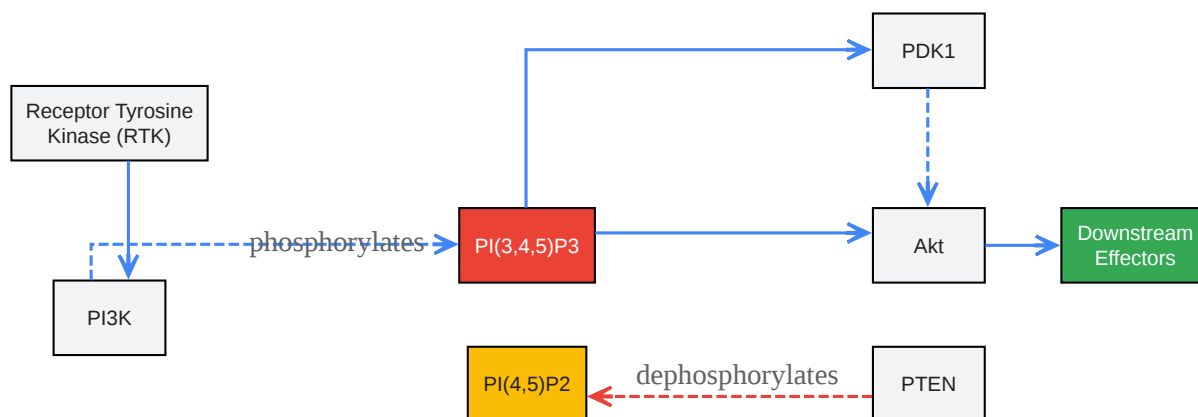 PDK1
Receptor Tyrosine
Kinase (RTK)
phosphorylates
PI(3,4,5)P3
Akt
Downstream
Effectors
PI3K
PI(4,5)P2
dephosphorylates
PTEN